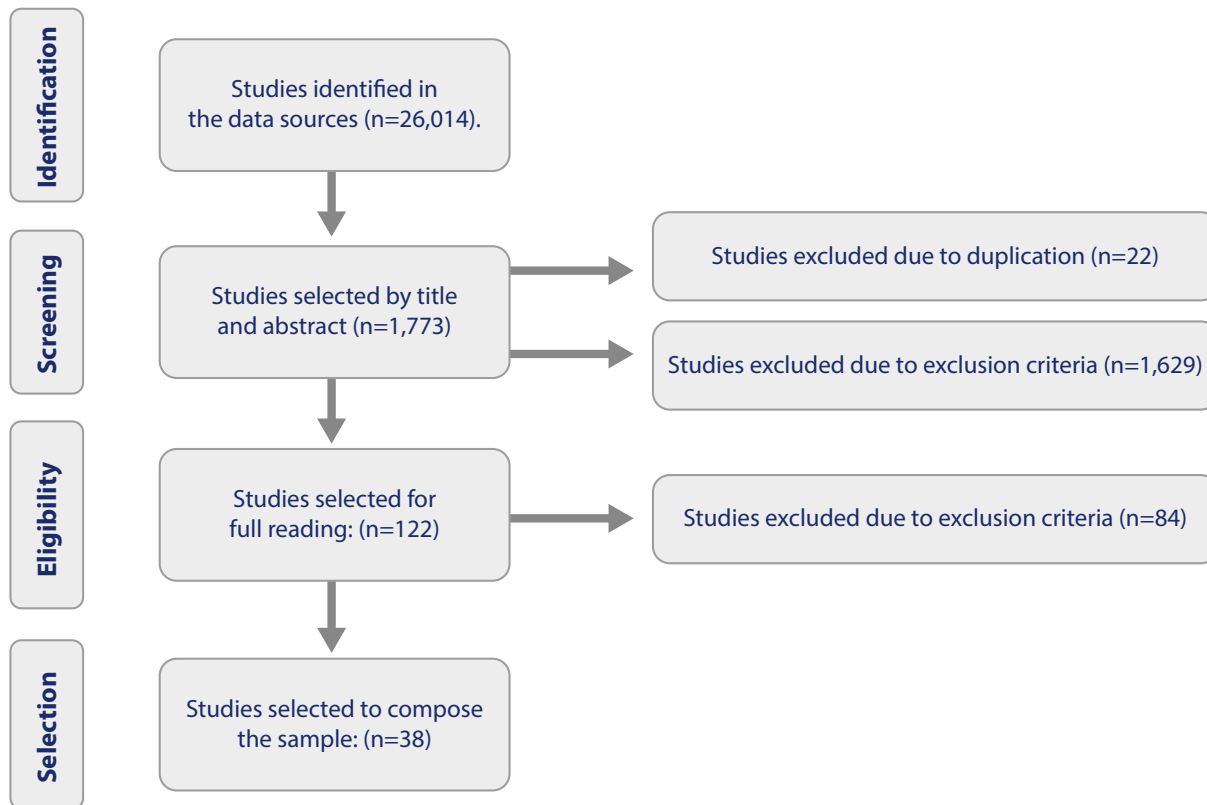 Identification
Studies identified in
the data sources (n=26,014).
Screening
Studies selected by title
and abstract (n=1,773)
Studies excluded due to duplication (n=22)
Studies excluded due to exclusion criteria (n=1,629)
Eligibility
Studies selected for
full reading: (n=122)
Studies excluded due to exclusion criteria (n=84)
Selection
Studies selected to compose
the sample: (n=38)